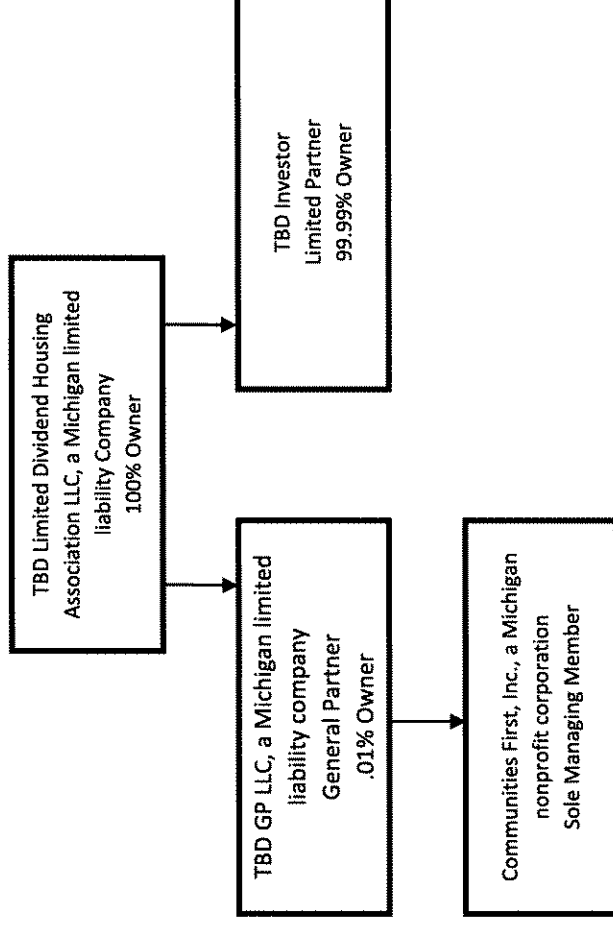 TBD Limited Dividend Housing
Association LLC, a Michigan limited
liability Company
100% Owner
TBD GP LLC, a Michigan limited
liability company
General Partner
.01% Owner
TBD Investor
Limited Partner
99.99% Owner
Communities First, Inc., a Michigan
nonprofit corporation
Sole Managing Member